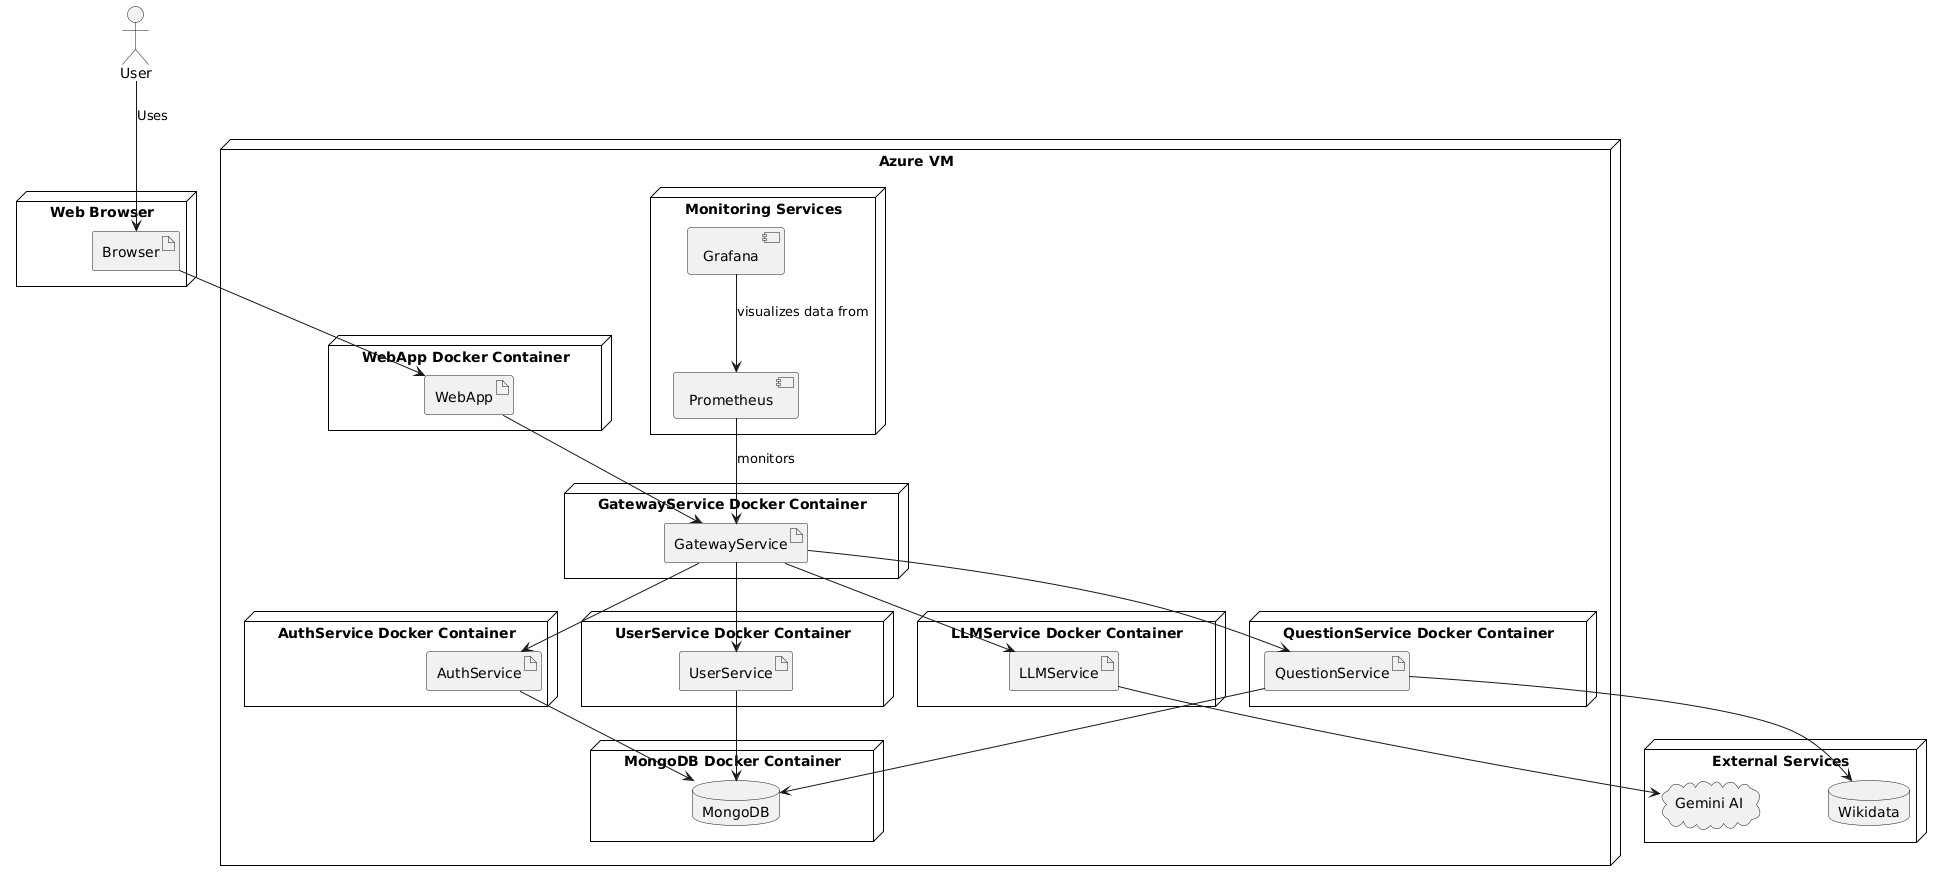 User
Uses
Azure VM
Web Browser
Browser
Monitoring Services
Grafana
visualizes data from
WebApp Docker Container
WebApp
Prometheus
monitors
GatewayService Docker Container
GatewayService
AuthService Docker Container
AuthService
UserService Docker Container
UserService
LLMService Docker Container
LLMService
QuestionService Docker Container
QuestionService
MongoDB Docker Container
MongoDB
External Services
Gemini AI
Wikidata